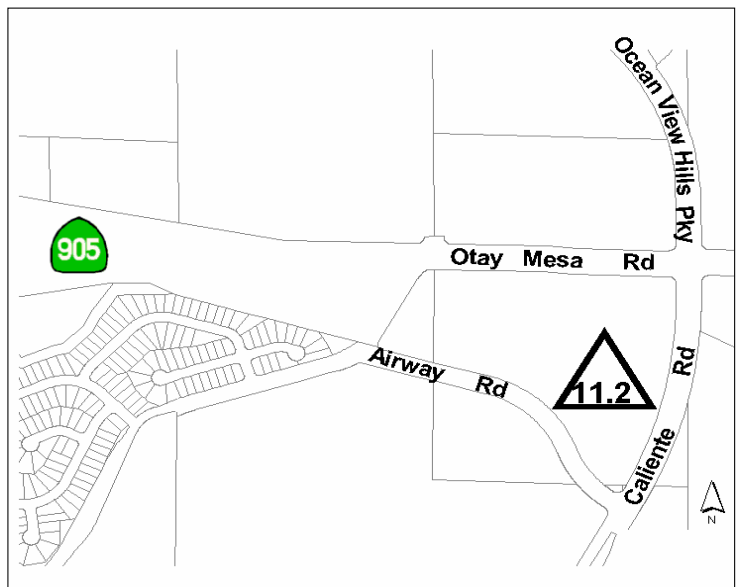 Ocean View Hills Pky
905
Otay Mesa Rd
Airway Rd
11.2
Caliente Rd
N